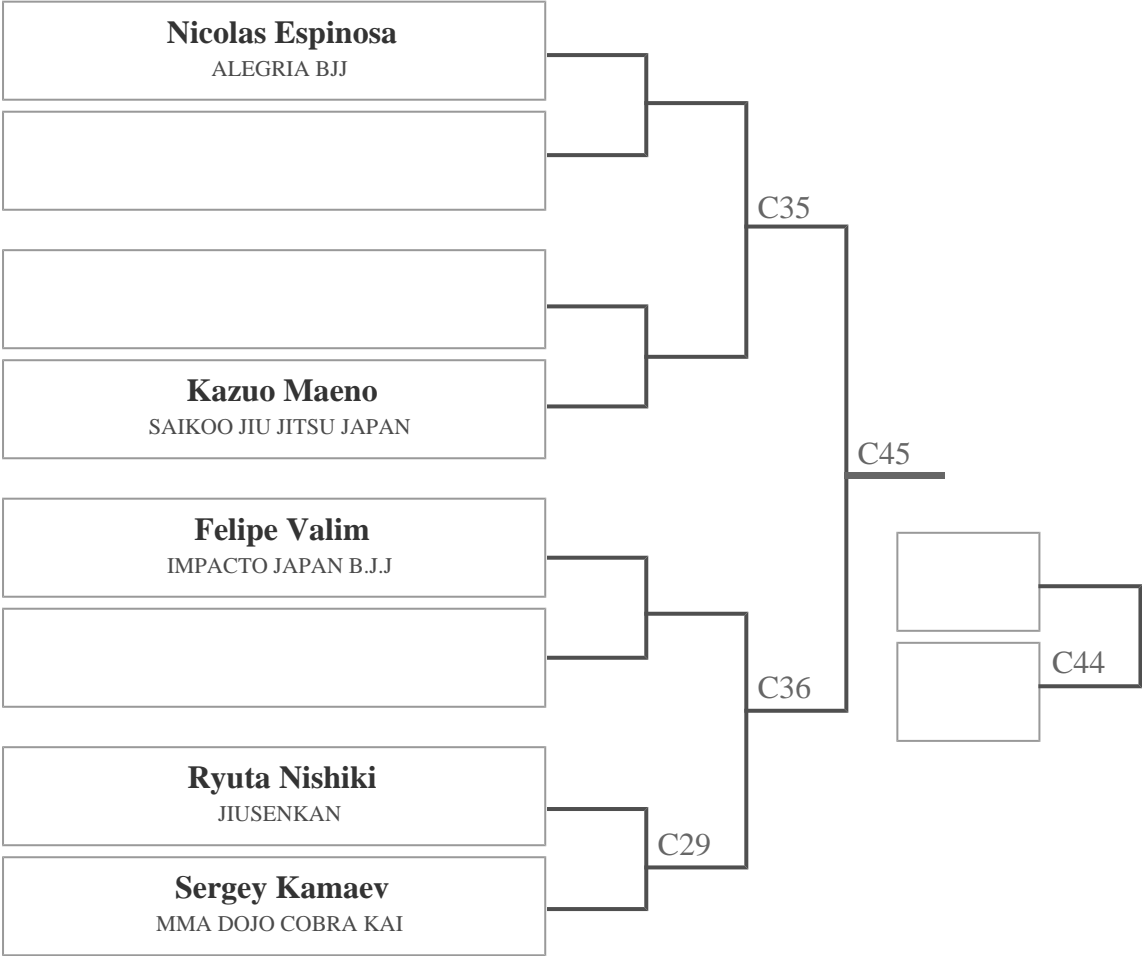 Nicolas Espinosa
ALEGRIA BJJ
C35
Kazuo Maeno
SAIKOO JIU JITSU JAPAN
C45
Felipe Valim
IMPACTO JAPAN B.J.J
C44
C36
Ryuta Nishiki
JIUSENKAN
C29
Sergey Kamaev
MMA DOJO COBRA KAI